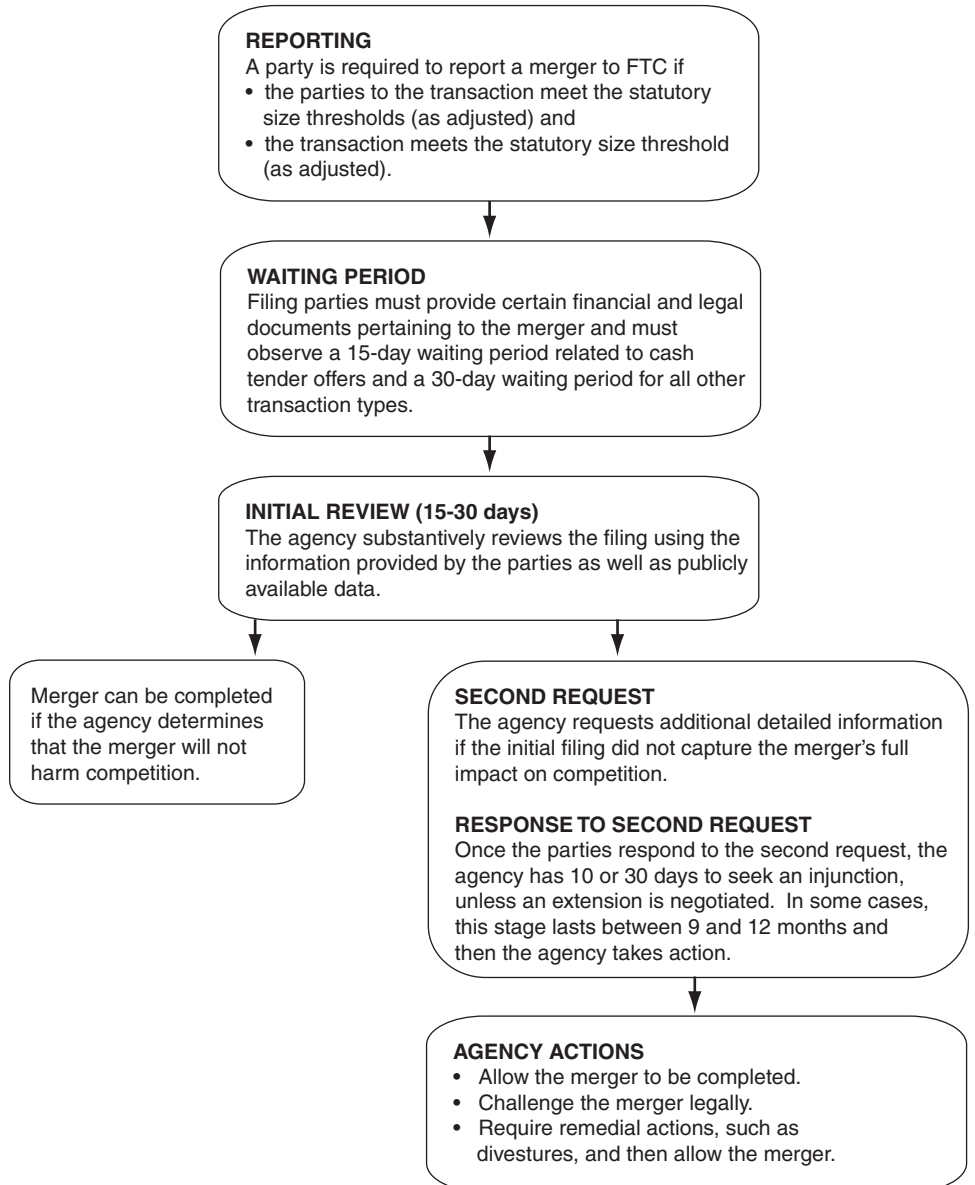 REPORTING
A party is required to report a merger to FTC if
• the parties to the transaction meet the statutory
size thresholds (as adjusted) and
• the transaction meets the statutory size threshold
(as adjusted).
WAITING PERIOD
Filing parties must provide certain financial and legal
documents pertaining to the merger and must
observe a 15-day waiting period related to cash
tender offers and a 30-day waiting period for all other
transaction types.
INITIAL REVIEW (15-30 days)
The agency substantively reviews the filing using the
information provided by the parties as well as publicly
available data.
Merger can be completed
if the agency determines
that the merger will not
harm competition.
SECOND REQUEST
The agency requests additional detailed information
if the initial filing did not capture the merger's full
impact on competition.
RESPONSE TO SECOND REQUEST
Once the parties respond to the second request, the
agency has 10 or 30 days to seek an injunction,
unless an extension is negotiated. In some cases,
this stage lasts between 9 and 12 months and
then the agency takes action.
AGENCY ACTIONS
• Allow the merger to be completed.
• Challenge the merger legally.
• Require remedial actions, such as
divestures, and then allow the merger.